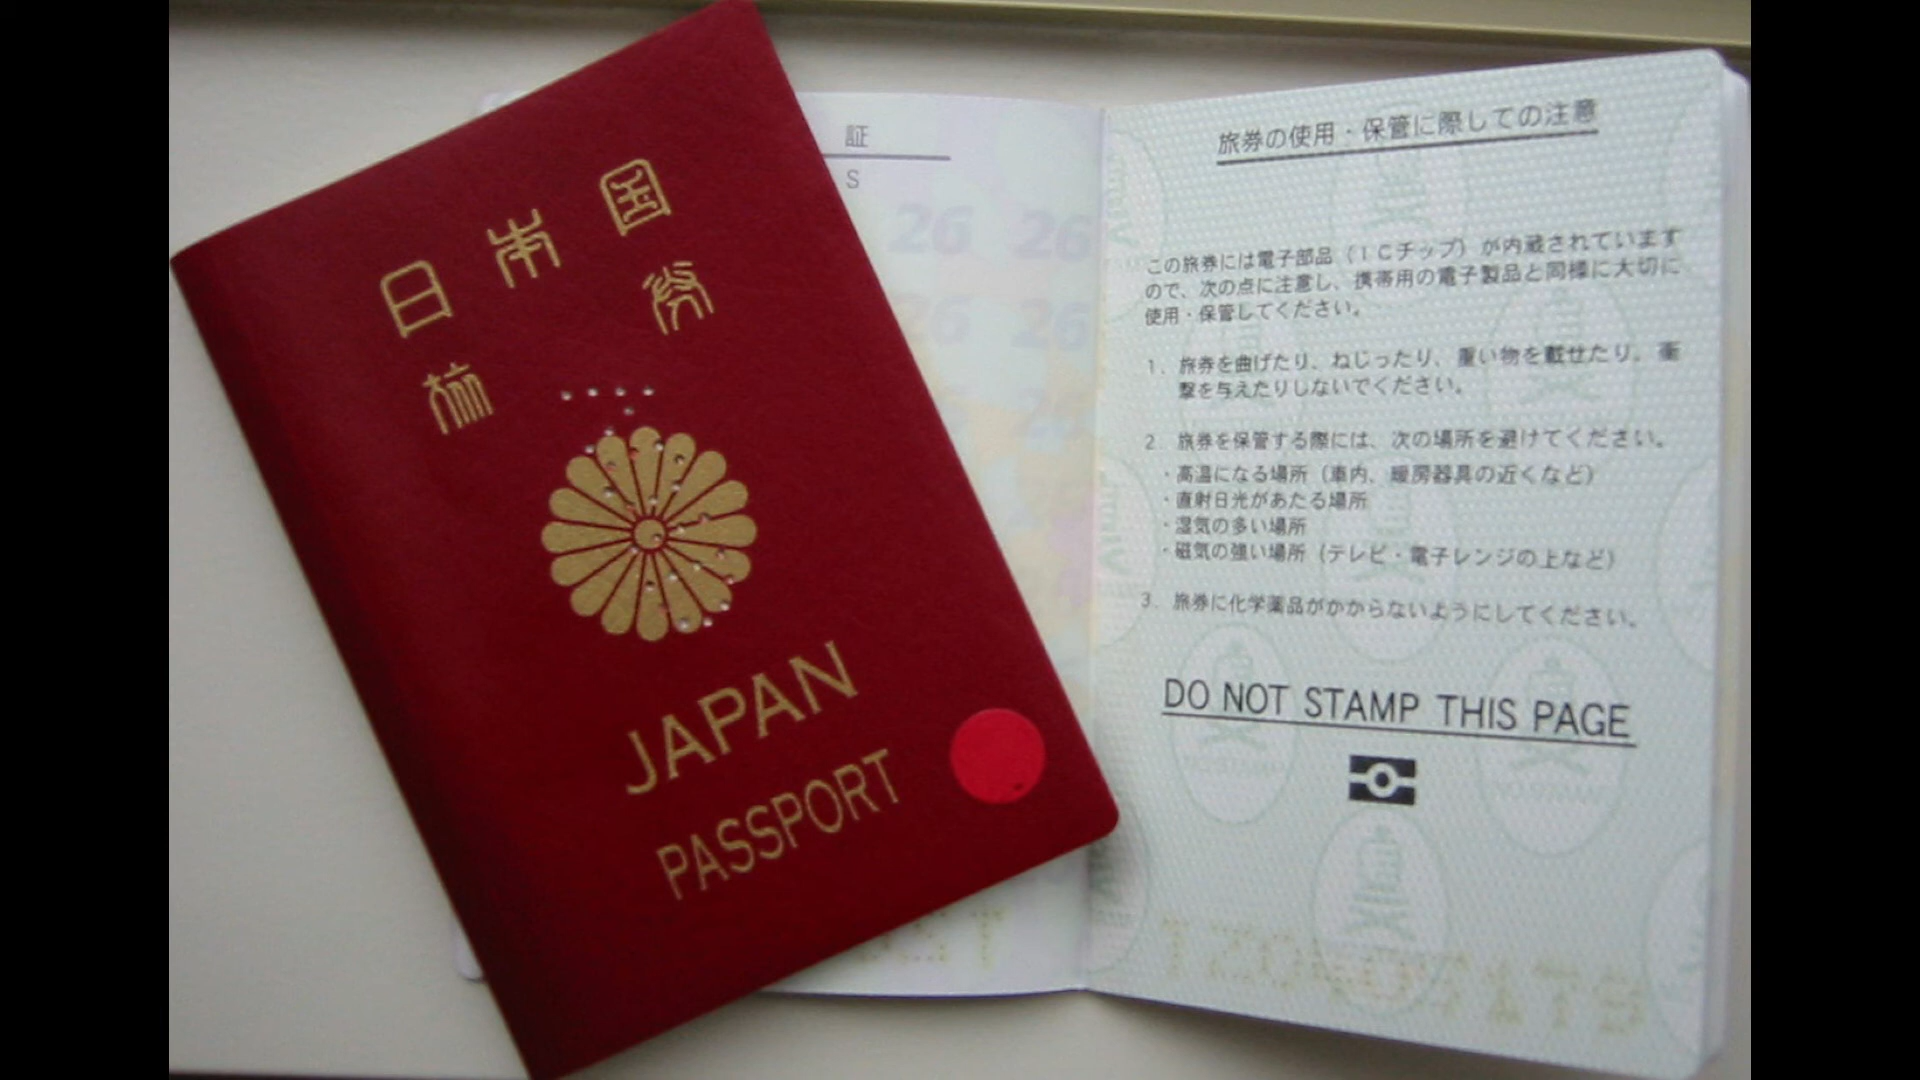 日本国
旅券
JAPAN
PASSPORT
証
S
26 26
26 26
旅券の使用・保管に際しての注意
この旅券には電子部品（ＩＣチップ）が内蔵されています
ので、次の点に注意し、携帯用の電子製品と同様に大切に
使用・保管してください。
1. 旅券を曲げたり、ねじったり、重い物を載せたり、衝
撃を与えたりしないでください。
2. 旅券を保管する際には、次の場所を避けてください。
・高温になる場所（車内、暖房器具の近くなど）
・直射日光があたる場所
・湿気の多い場所
・磁気の強い場所（テレビ・電子レンジの上など）
3. 旅券に化学薬品がかからないようにしてください。
DO NOT STAMP THIS PAGE